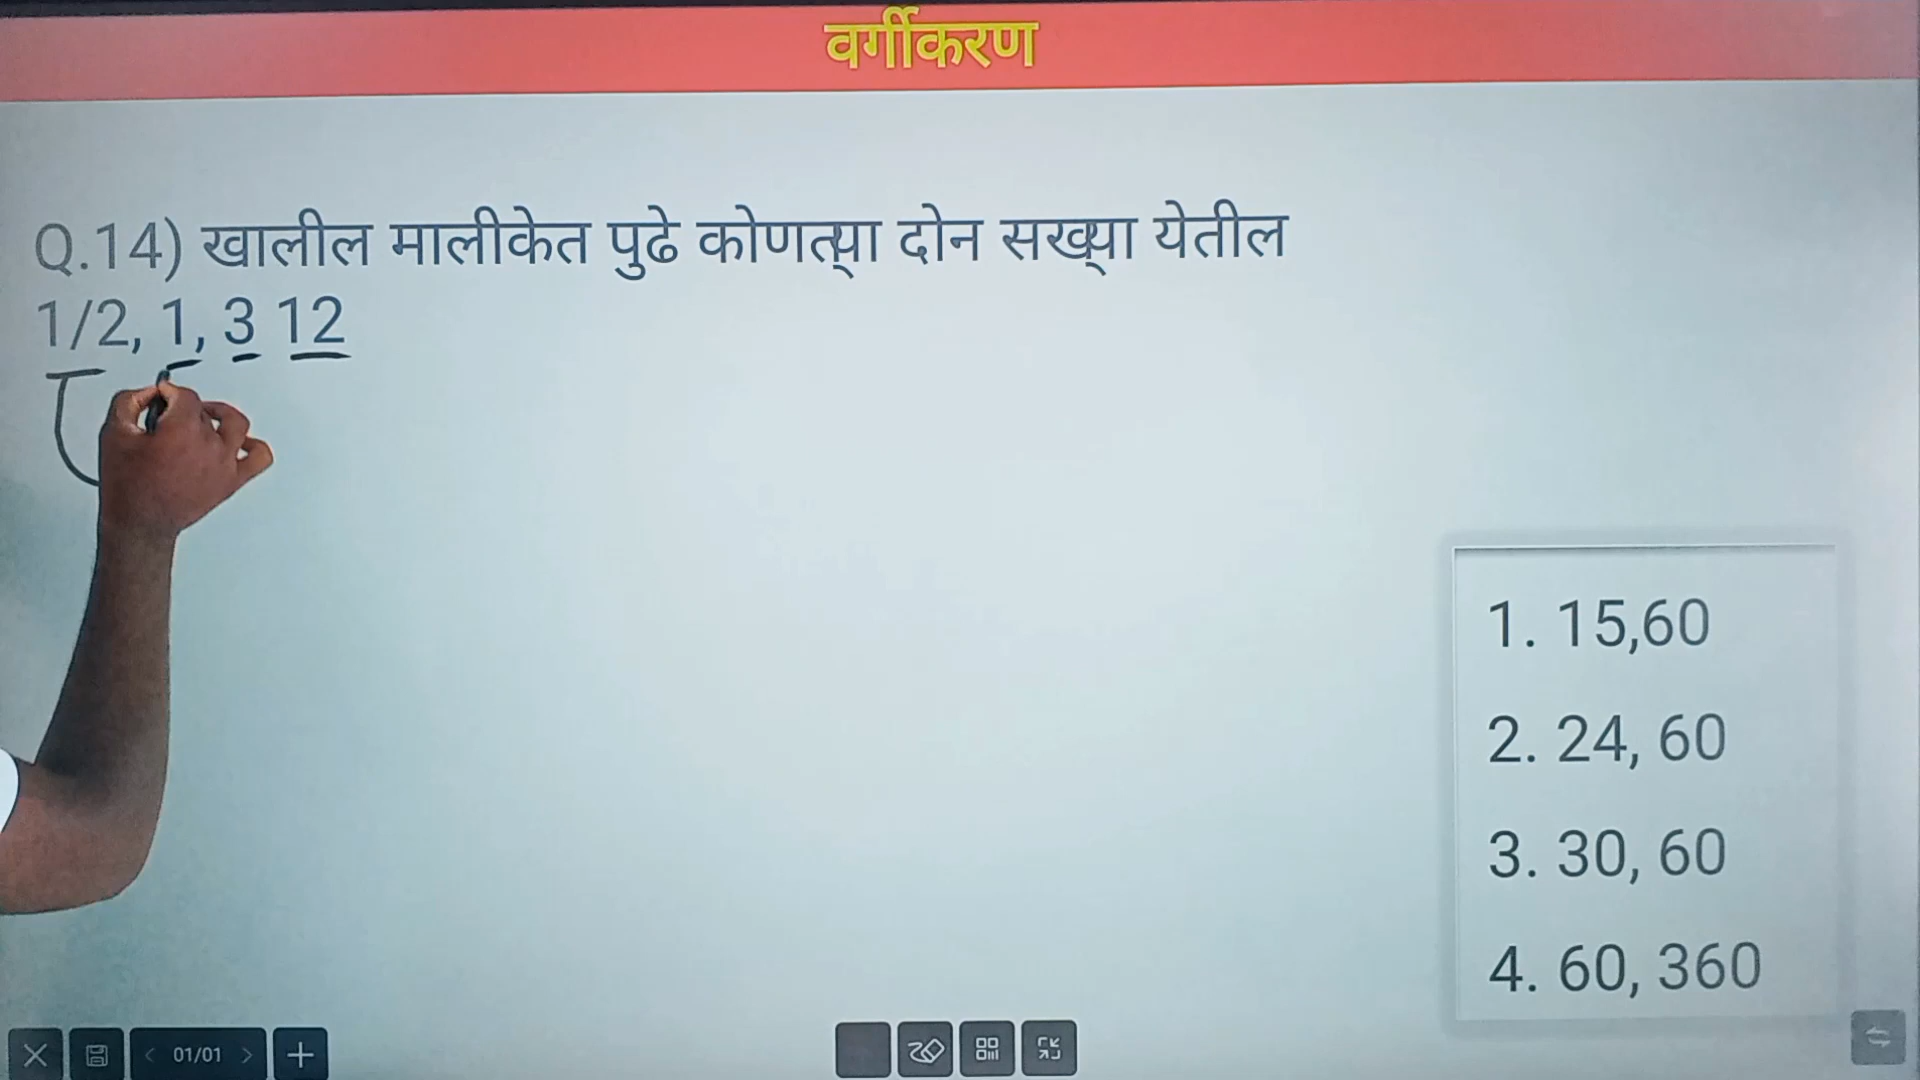 वर्गीकरण
Q.14) खालील मालीकेत पुढे कोणत्या दोन सख्या येतील
1/2, 1, 3 12
1. 15,60
2. 24, 60
3. 30, 60
4. 60, 360
01/01